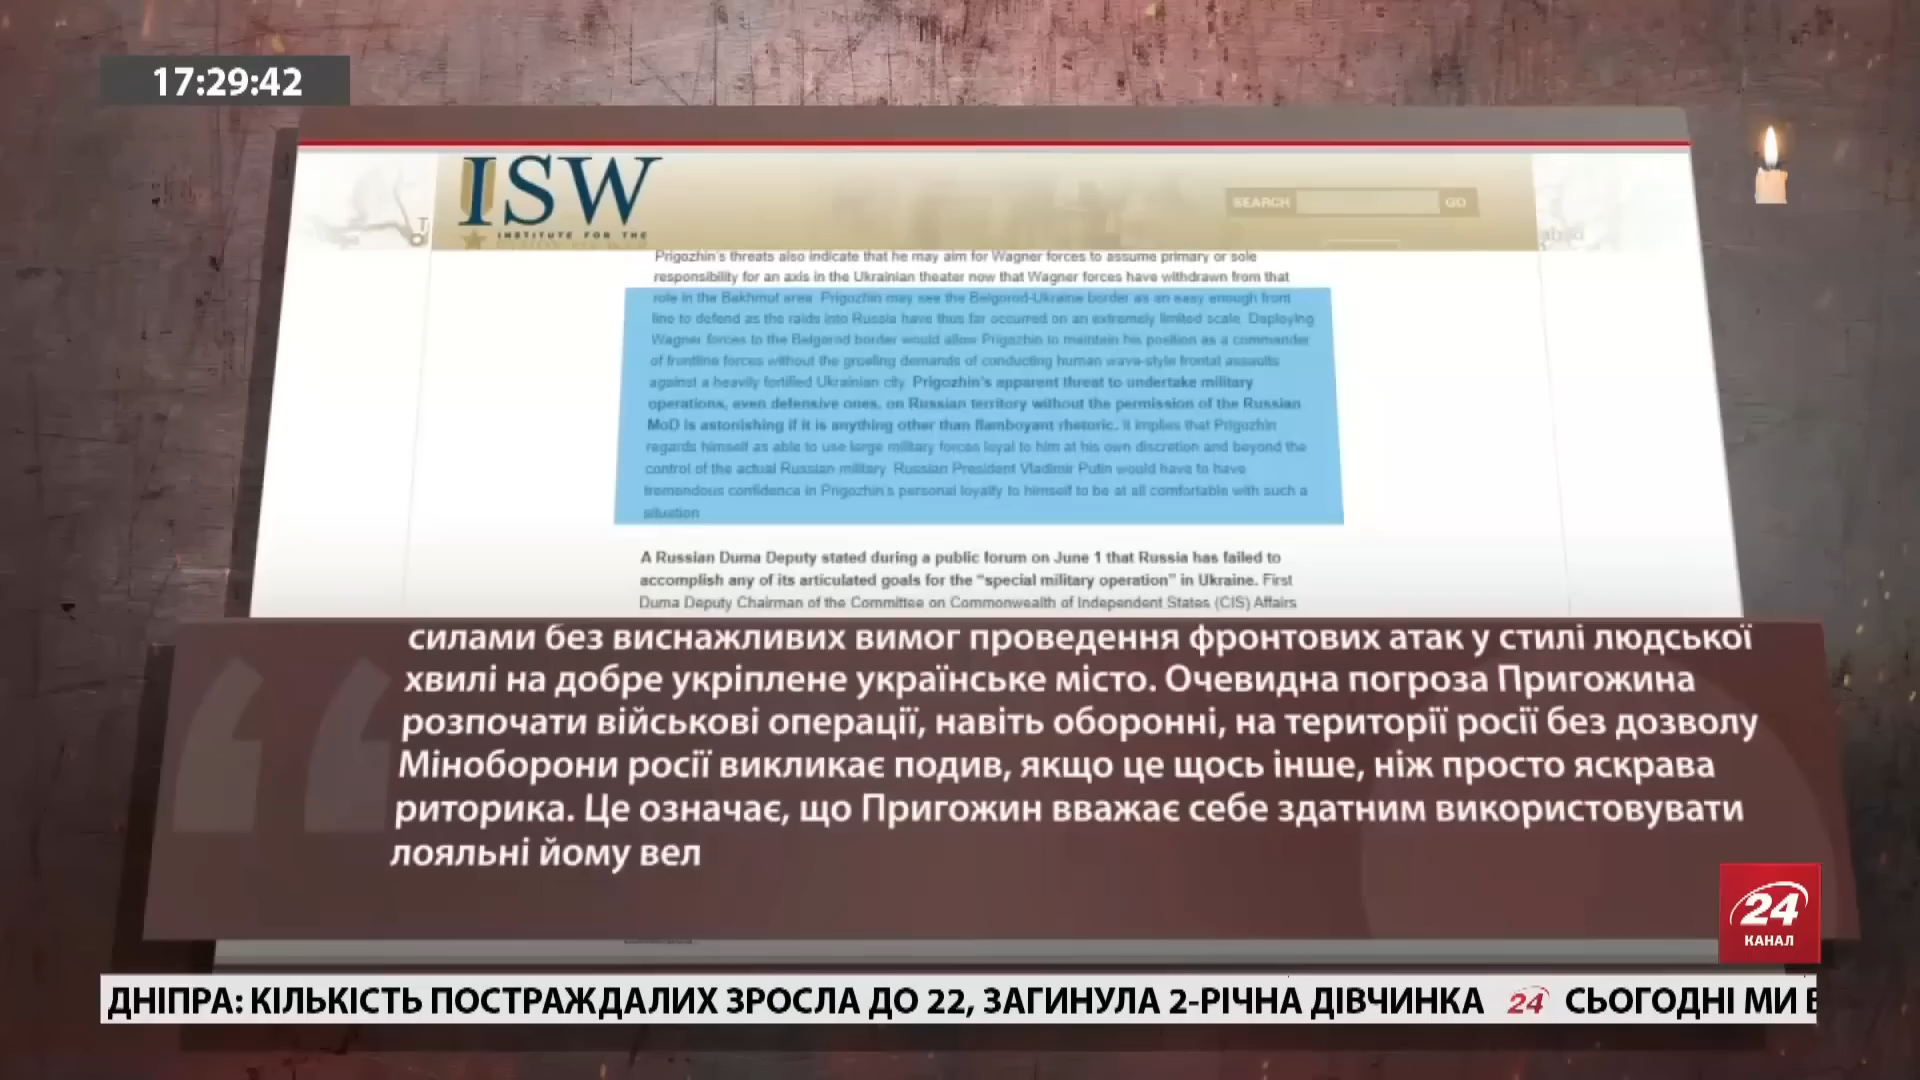 17:29:42
ISW
INSTITUTE FOR THE
SEARCH
GO
Prigozhin's threats also indicate that he may aim for Wagner forces to assume primary or sole
responsibility for an axis in the Ukrainian theater now that Wagner forces have withdrawn from that
role in the Bakhmut area. Prigozhin may see the Belgorod-Ukraine border as an easy enough front
line to defend as the raids into Russia have thus far occurred on an extremely limited scale. Deploying
Wagner forces to the Belgorod border would allow Prigozhin to maintain his position as a commander
of frontline forces without the grueling demands of conducting human wave-style frontal assaults
against a heavily fortified Ukrainian city. Prigozhin's apparent threat to undertake military
operations, even defensive ones, on Russian territory without the permission of the Russian
MoD is astonishing if it is anything other than flamboyant rhetoric. It implies that Prigozhin
regards himself as able to use large military forces loyal to him at his own discretion and beyond the
control of the actual Russian military. Russian President Vladimir Putin would have to have
tremendous confidence in Prigozhin's personal loyalty to himself to be at all comfortable with such a
situation
A Russian Duma Deputy stated during a public forum on June 1 that Russia has failed to
accomplish any of its articulated goals for the “special military operation” in Ukraine. First
Duma Deputy Chairman of the Committee on Commonwealth of Independent States (CIS) Affairs
силами без виснажливих вимог проведення фронтових атак у стилі людської
хвилі на добре укріплене українське місто. Очевидна погроза Пригожина
розпочати військові операції, навіть оборонні, на території росії без дозволу
Міноборони росії викликає подив, якщо це щось інше, ніж просто яскрава
риторика. Це означає, що Пригожин вважає себе здатним використовувати
лояльні йому вел
24
КАНАЛ
ДНІПРА: КІЛЬКІСТЬ ПОСТРАЖДАЛИХ ЗРОСЛА ДО 22, ЗАГИНУЛА 2-РІЧНА ДІВЧИНКА 24 СЬОГОДНІ МИ В